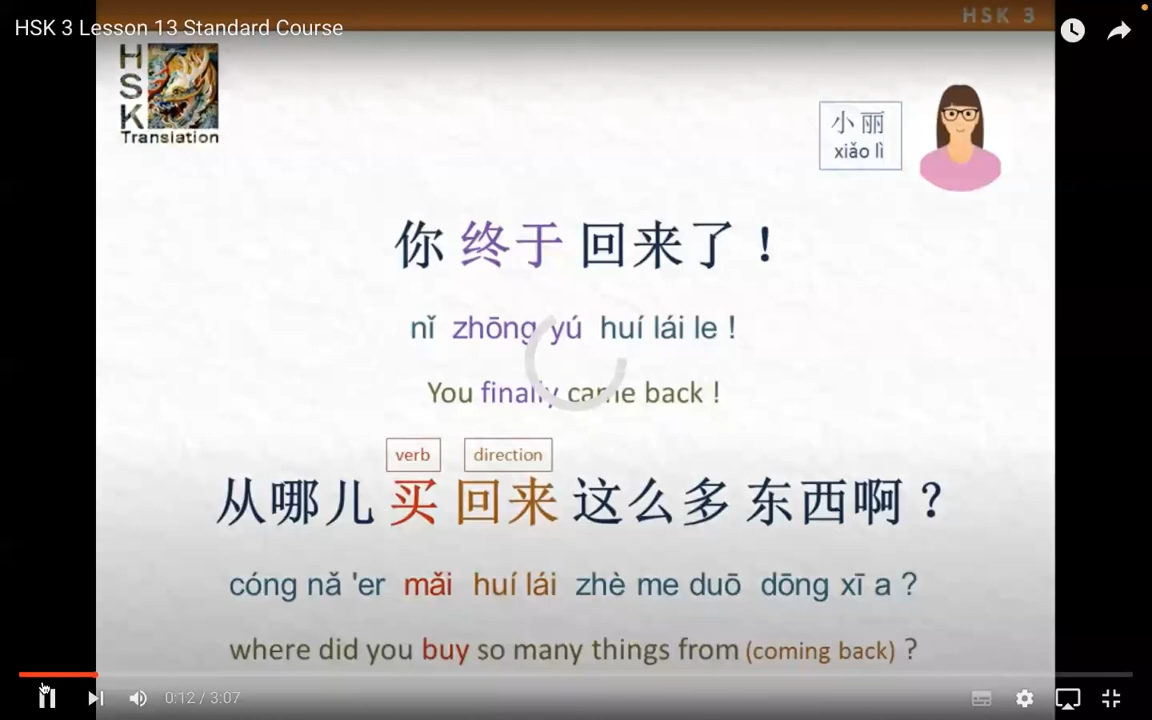 HSK 3
HSK 3 Lesson 13 Standard Course
H
S
K
Translation
小丽
xiǎo lì
你 终于 回来了！
nǐ zhōng yú huí lái le !
You finally came back !
verb direction
从哪儿 买 回来 这么多 东西啊？
cóng nǎ 'er mǎi huí lái zhè me duō dōng xī a ?
where did you buy so many things from (coming back) ?
0:12 / 3:07